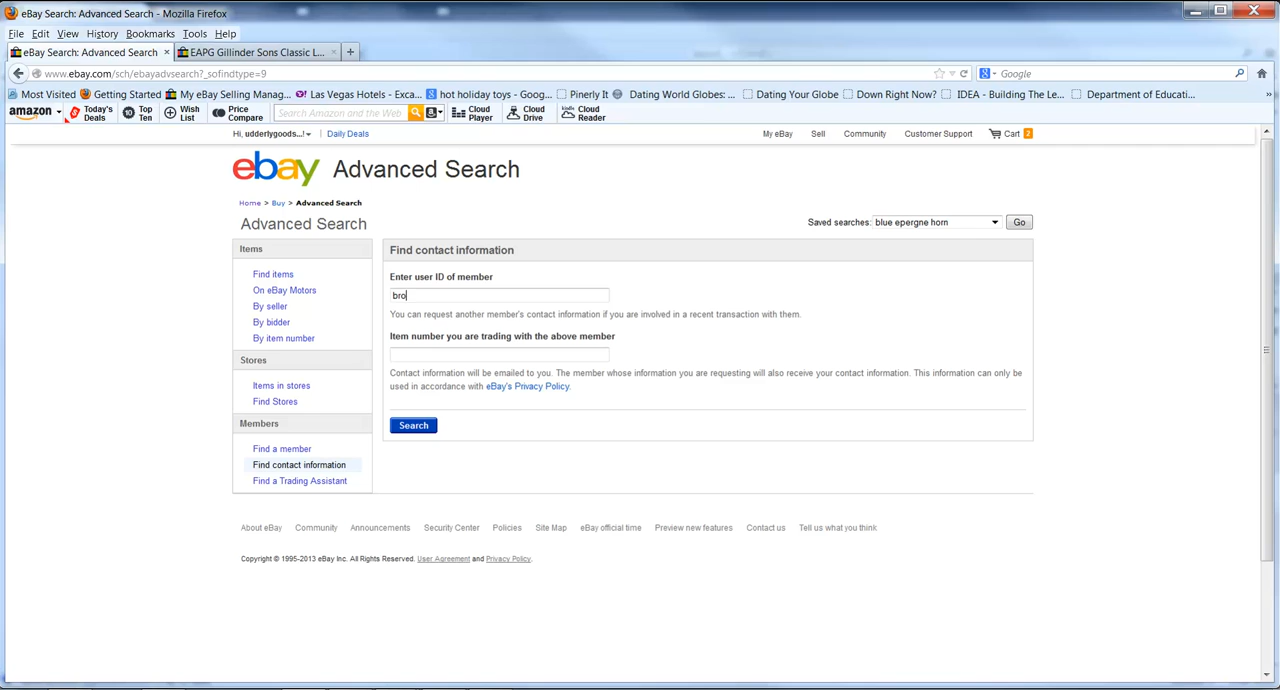 eBay Search: Advanced Search - Mozilla Firefox
File Edit View History Bookmarks Tools Help
eBay Search: Advanced Search × EAPG Gillinder Sons Classic L... × +
www.ebay.com/sch/ebayadvsearch?_sofindtype=9 Google
Most Visited Getting Started My eBay Selling Manag... Las Vegas Hotels - Exca... hot holiday toys - Goog... Pinerly It Dating World Globes: ... Dating Your Globe Down Right Now? IDEA - Building The Le... Department of Educati... »
amazon Today's Deals Top Ten Wish List Price Compare Search Amazon and the Web Cloud Player Cloud Drive Cloud Reader
Hi, udderlygoods...! Daily Deals My eBay Sell Community Customer Support Cart 2
ebay Advanced Search
Home > Buy > Advanced Search
Advanced Search Saved searches: blue epergne horn Go
Items
Find items
On eBay Motors
By seller
By bidder
By item number
Stores
Items in stores
Find Stores
Members
Find a member
Find contact information
Find a Trading Assistant
Find contact information
Enter user ID of member
bro
You can request another member's contact information if you are involved in a recent transaction with them.
Item number you are trading with the above member
Contact information will be emailed to you. The member whose information you are requesting will also receive your contact information. This information can only be
used in accordance with eBay's Privacy Policy.
Search
About eBay Community Announcements Security Center Policies Site Map eBay official time Preview new features Contact us Tell us what you think
Copyright © 1995-2013 eBay Inc. All Rights Reserved. User Agreement and Privacy Policy.